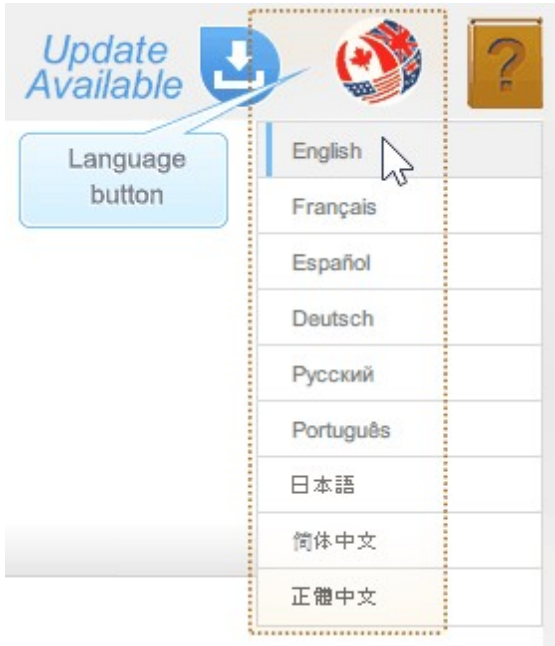 Update
Available
?
Language
button
English
Français
Español
Deutsch
Русский
Português
日本語
简体中文
正體中文